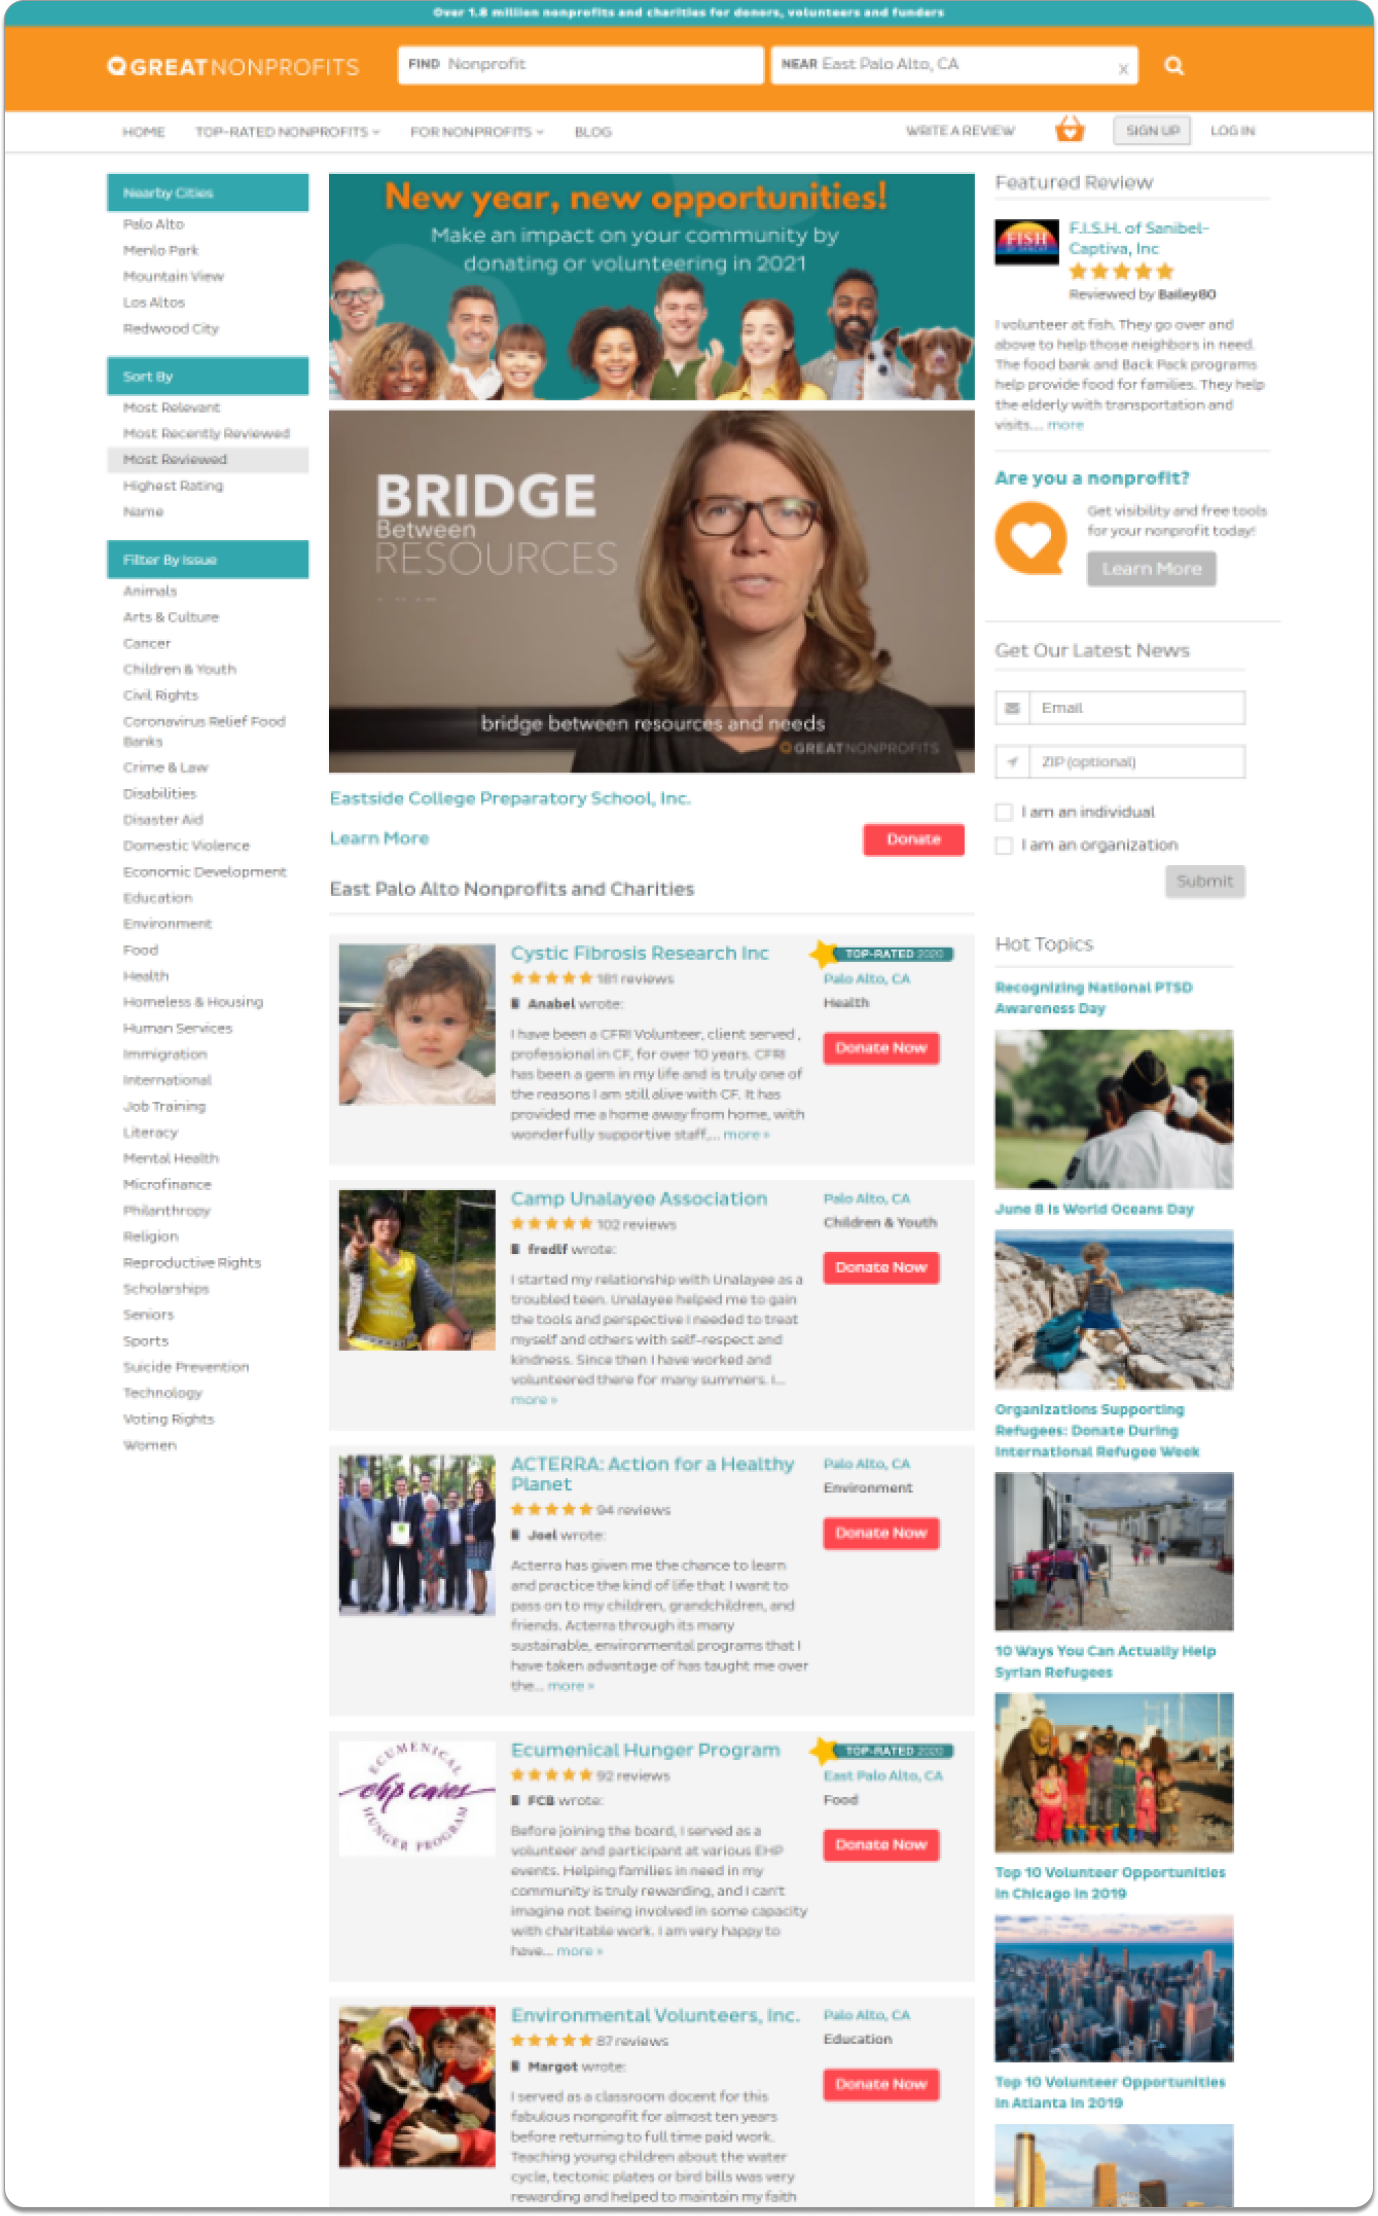 Over 1.8 million nonprofits and charities for donors, volunteers and funders
GREATNONPROFITS
FIND Nonprofit
NEAR East Palo Alto, CA x
HOME TOP-RATED NONPROFITS FOR NONPROFITS BLOG WRITE A REVIEW SIGN UP LOG IN
Nearby Cities
Palo Alto
Menlo Park
Mountain View
Los Altos
Redwood City
Sort By
Most Relevant
Most Recently Reviewed
Most Reviewed
Highest Rating
Name
Filter By Issue
Animals
Arts & Culture
Cancer
Children & Youth
Civil Rights
Coronavirus Relief Food
Banks
Crime & Law
Disabilities
Disaster Aid
Domestic Violence
Economic Development
Education
Environment
Food
Health
Homeless & Housing
Human Services
Immigration
International
Job Training
Literacy
Mental Health
Microfinance
Philanthropy
Religion
Reproductive Rights
Scholarships
Seniors
Sports
Suicide Prevention
Technology
Voting Rights
Women
New year, new opportunities!
Make an impact on your community by
donating or volunteering in 2021
BRIDGE
Between
RESOURCES
bridge between resources and needs
GREATNONPROFITS
Eastside College Preparatory School, Inc.
Learn More
Donate
East Palo Alto Nonprofits and Charities
Cystic Fibrosis Research Inc
181 reviews
Anabel wrote:
I have been a CFRI Volunteer, client served,
professional in CF, for over 10 years. CFRI
has been a gem in my life and is truly one of
the reasons I am still alive with CF. It has
provided me a home away from home, with
wonderfully supportive staff,... more »
TOP-RATED 2020
Palo Alto, CA
Health
Donate Now
Camp Unalayee Association
102 reviews
fredlf wrote:
I started my relationship with Unalayee as a
troubled teen. Unalayee helped me to gain
the tools and perspective I needed to treat
myself and others with self-respect and
kindness. Since then I have worked and
volunteered there for many summers. I...
more »
Palo Alto, CA
Children & Youth
Donate Now
ACTERRA: Action for a Healthy
Planet
94 reviews
Joel wrote:
Acterra has given me the chance to learn
and practice the kind of life that I want to
pass on to my children, grandchildren, and
friends. Acterra through its many
sustainable, environmental programs that I
have taken advantage of has taught me over
the... more »
Palo Alto, CA
Environment
Donate Now
ECUMENICAL
ehp cares
HUNGER PROGRAM
Ecumenical Hunger Program
92 reviews
FCB wrote:
Before joining the board, I served as a
volunteer and participant at various EHP
events. Helping families in need in my
community is truly rewarding, and I can't
imagine not being involved in some capacity
with charitable work. I am very happy to
have... more »
TOP-RATED 2020
East Palo Alto, CA
Food
Donate Now
Environmental Volunteers, Inc.
87 reviews
Margot wrote:
I served as a classroom docent for this
fabulous nonprofit for almost ten years
before returning to full time paid work.
Teaching young children about the water
cycle, tectonic plates or bird bills was very
rewarding and helped to maintain my faith
Palo Alto, CA
Education
Donate Now
Featured Review
FISH
F.I.S.H. of Sanibel-
Captiva, Inc
Reviewed by Bailey80
I volunteer at fish. They go over and
above to help those neighbors in need.
The food bank and Back Pack programs
help provide food for families. They help
the elderly with transportation and
visits.... more
Are you a nonprofit?
Get visibility and free tools
for your nonprofit today!
Learn More
Get Our Latest News
Email
ZIP (optional)
I am an individual
I am an organization
Submit
Hot Topics
Recognizing National PTSD
Awareness Day
June 8 Is World Oceans Day
Organizations Supporting
Refugees: Donate During
International Refugee Week
10 Ways You Can Actually Help
Syrian Refugees
Top 10 Volunteer Opportunities
in Chicago in 2019
Top 10 Volunteer Opportunities
in Atlanta in 2019